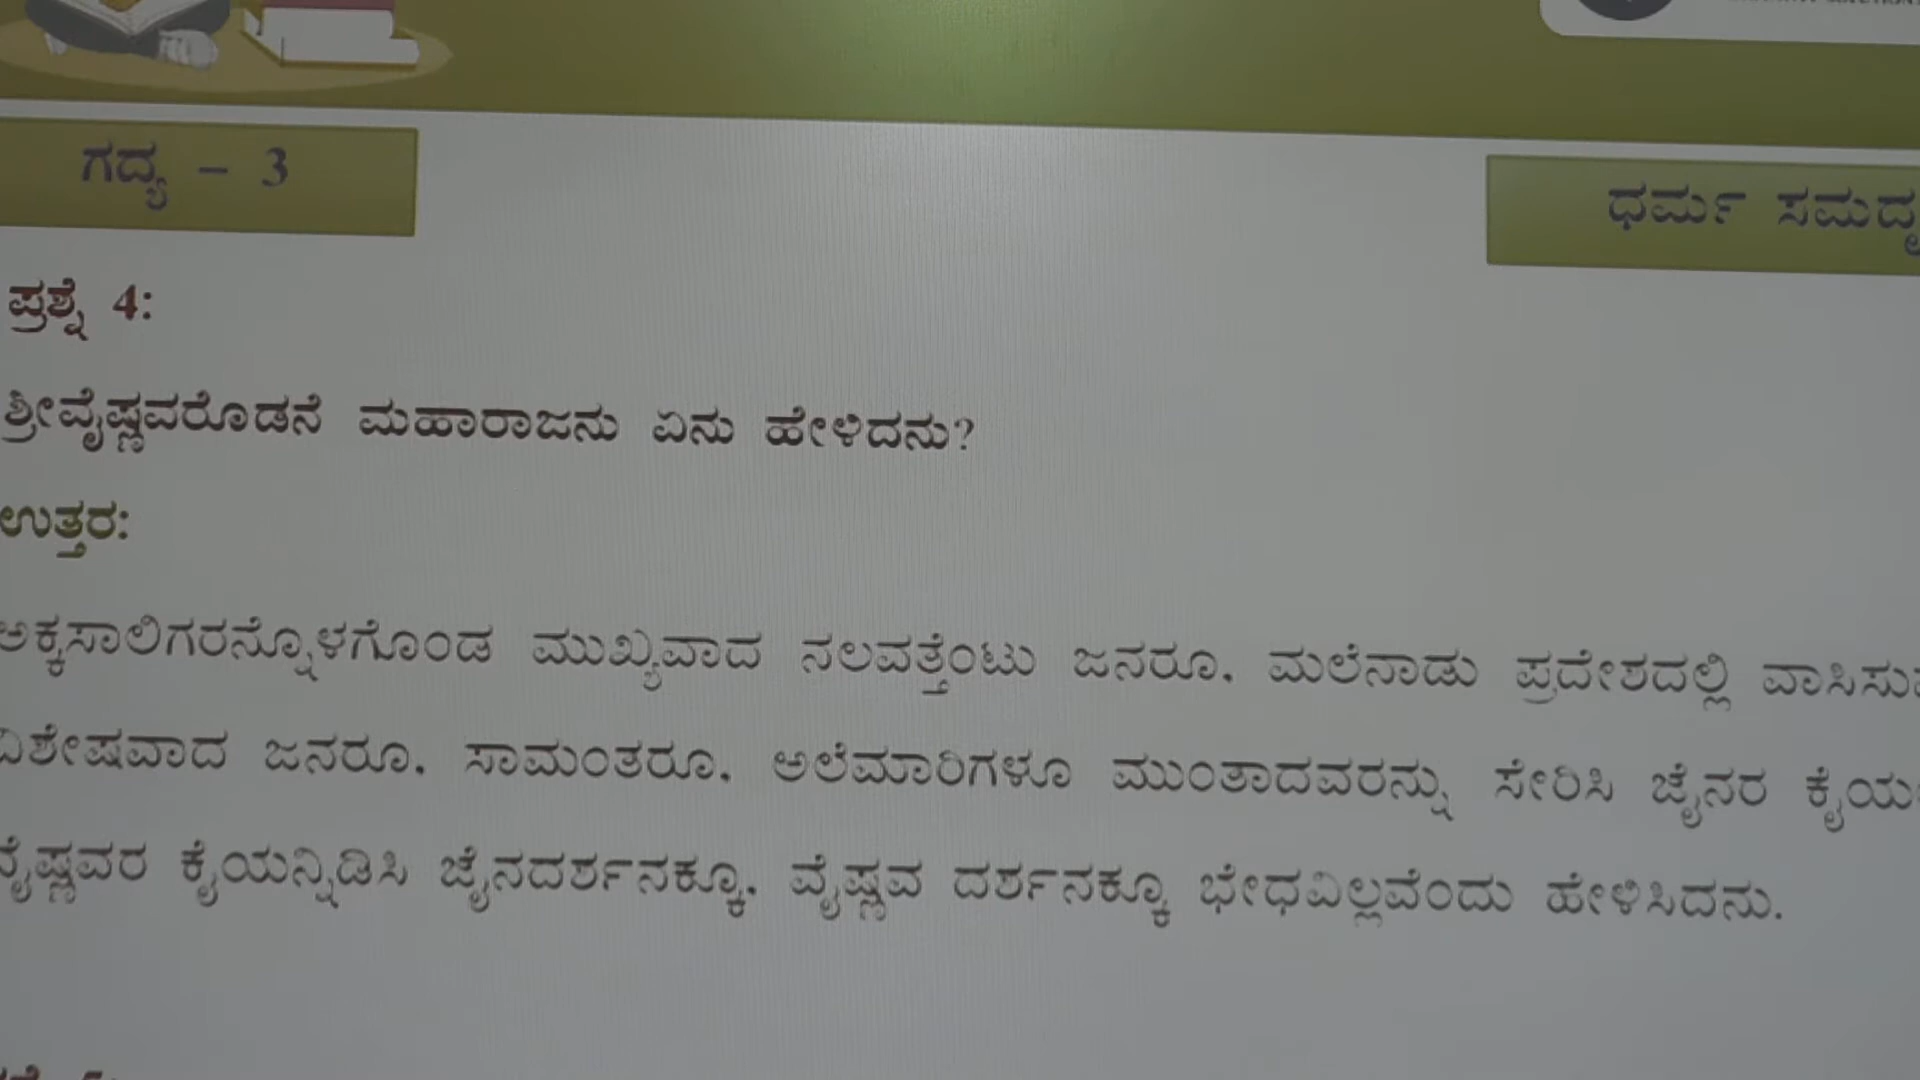 ಗದ್ಯ – 3
ಧರ್ಮ
ಪ್ರಶ್ನೆ 4:
ಶ್ರೀವೈಷ್ಣವರೊಡನೆ ಮಹಾರಾಜನು ಏನು ಹೇಳಿದನು?
ಉತ್ತರ:
ಅಕ್ಕಸಾಲಿಗರನ್ನೊಳಗೊಂಡ ಮುಖ್ಯವಾದ ನಲವತ್ತೆಂಟು ಜನರೂ, ಮಲೆನಾಡು ಪ್ರದೇಶದಲ್ಲಿ
ವಿಶೇಷವಾದ ಜನರೂ, ಸಾಮಂತರೂ, ಅಲೆಮಾರಿಗಳೂ ಮುಂತಾದವರನ್ನು ಸೇರಿಸಿ ಜೈನರ
ವೈಷ್ಣವರ ಕೈಯನ್ನಿಡಿಸಿ ಜೈನದರ್ಶನಕ್ಕೂ, ವೈಷ್ಣವ ದರ್ಶನಕ್ಕೂ ಭೇಧವಿಲ್ಲವೆಂದು ಹೇಳಿಸಿದನು.